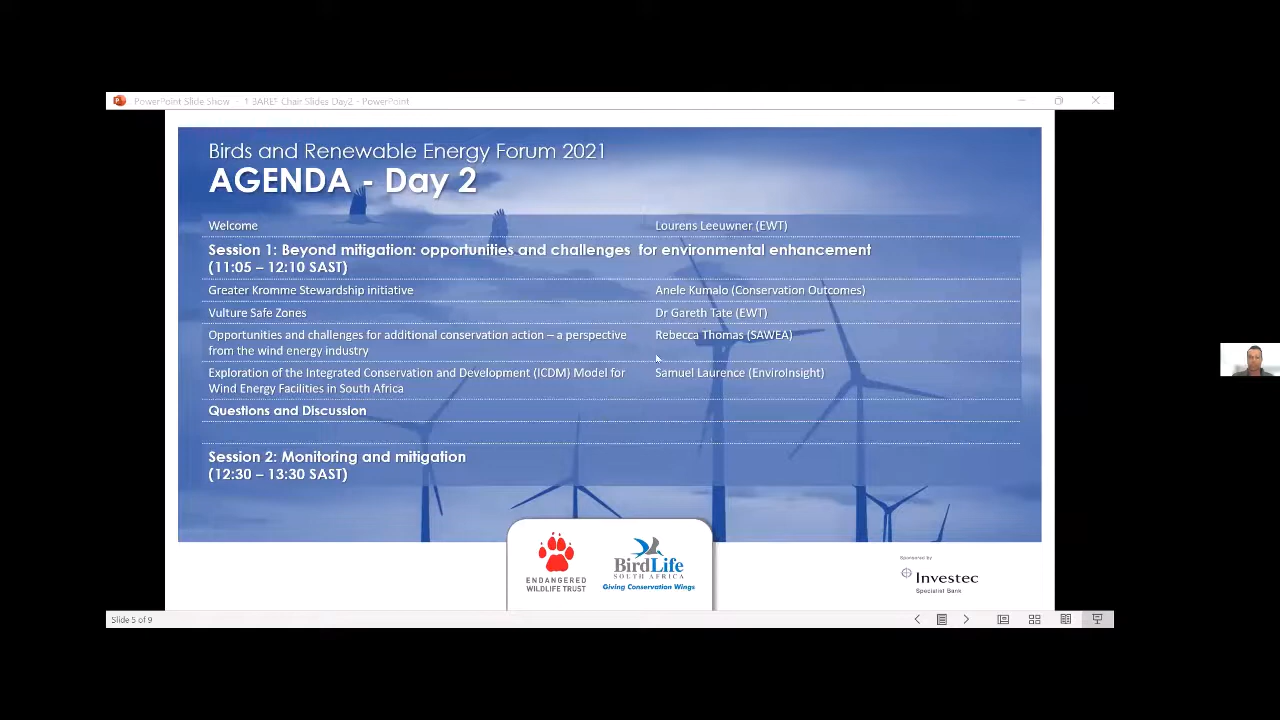 PowerPoint Slide Show - 1 BAREF Chair Slides Day2 - PowerPoint
Birds and Renewable Energy Forum 2021
AGENDA - Day 2
Welcome
Lourens Leeuwner (EWT)
Session 1: Beyond mitigation: opportunities and challenges for environmental enhancement
(11:05 – 12:10 SAST)
Greater Kromme Stewardship initiative
Anele Kumalo (Conservation Outcomes)
Vulture Safe Zones
Dr Gareth Tate (EWT)
Opportunities and challenges for additional conservation action – a perspective
from the wind energy industry
Rebecca Thomas (SAWEA)
Exploration of the Integrated Conservation and Development (ICDM) Model for
Wind Energy Facilities in South Africa
Samuel Laurence (EnviroInsight)
Questions and Discussion
Session 2: Monitoring and mitigation
(12:30 – 13:30 SAST)
ENDANGERED
WILDLIFE TRUST
BirdLife
SOUTH AFRICA
Giving Conservation Wings
Sponsored by
Investec
Specialist Bank
Slide 5 of 9